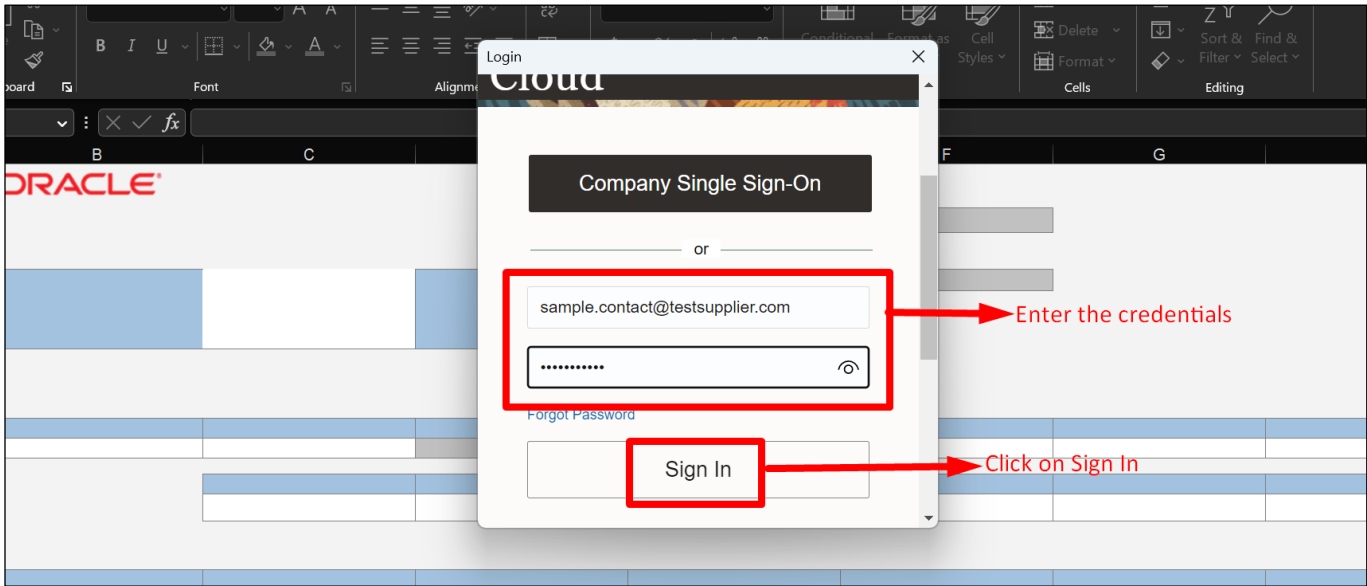 Conditional Format as Cell
Styles
Delete
Format
Sort & Find &
Filter Select
B I U A
Font
Cells
Editing
Login
Cloud
fx
B C F G
ORACLE
Company Single Sign-On
or
sample.contact@testsupplier.com
Enter the credentials
•••••••••••
Forgot Password
Sign In
Click on Sign In